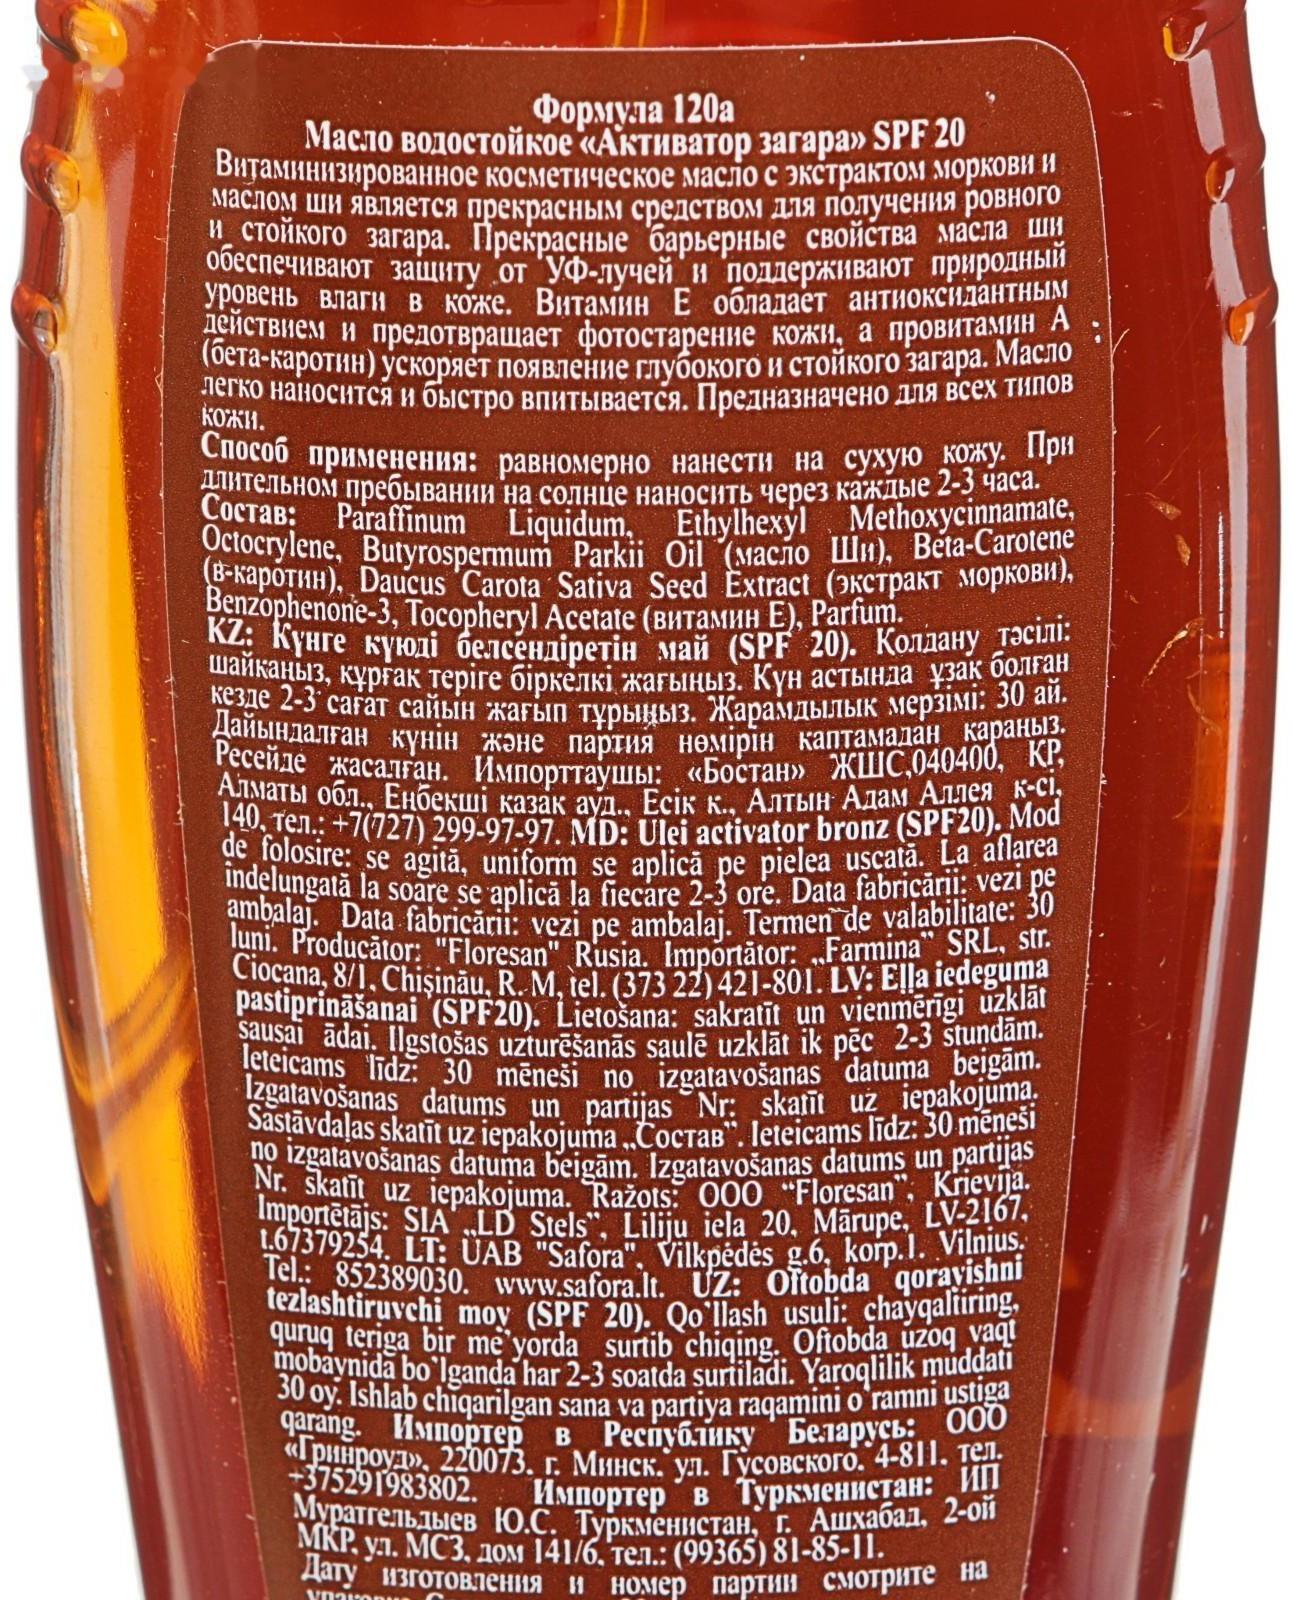 Формула 120а
Масло водостойкое «Активатор загара» SPF 20
Витаминизированное косметическое масло с экстрактом моркови и
маслом ши является прекрасным средством для получения ровного
и стойкого загара. Прекрасные барьерные свойства масла ши
обеспечивают защиту от УФ-лучей и поддерживают природный
уровень влаги в коже. Витамин Е обладает антиоксидантным
действием и предотвращает фотостарение кожи, а провитамин А
(бета-каротин) ускоряет появление глубокого и стойкого загара. Масло
легко наносится и быстро впитывается. Предназначено для всех типов
кожи.
Способ применения: равномерно нанести на сухую кожу. При
длительном пребывании на солнце наносить через каждые 2-3 часа.
Состав: Paraffinum Liquidum, Ethylhexyl Methoxycinnamate,
Octocrylene, Butyrospermum Parkii Oil (масло Ши), Beta-Carotene
(в-каротин), Daucus Carota Sativa Seed Extract (экстракт моркови),
Benzophenone-3, Tocopheryl Acetate (витамин Е), Parfum.
KZ: Күнге күюді белсендіретін май (SPF 20). Қолдану тәсілі:
шайқаңыз, құрғак теріге біркелкі жағыңыз. Күн астында ұзақ болған
кезде 2-3 сағат сайын жағып тұрыңыз. Жарамдылық мерзімі: 30 ай.
Дайындалған күнін және партия нөмірін каптамадан қараңыз.
Ресейде жасалған. Импорттаушы: «Бостан» ЖШС,040400, ҚР,
Алматы обл., Еңбекші казақ ауд., Есік к., Алтын Адам Аллея к-сі,
140, тел.: +7(727) 299-97-97. MD: Ulei activator bronz (SPF20). Mod
de folosire: se agită, uniform se aplică pe pielea uscată. La aflarea
indelungată la soare se aplică la fiecare 2-3 ore. Data fabricării: vezi pe
ambalaj. Data fabricării: vezi pe ambalaj. Termen de valabilitate: 30
luni. Producător: "Floresan" Rusia. Importător: „Farmina” SRL, str.
Ciocana, 8/1, Chişinău, R. M, tel. (373 22) 421-801. LV: Eļļa iedeguma
pastiprināšanai (SPF20). Lietošana: sakratīt un vienmērīgi uzklāt
sausai ādai. Ilgstošas uzturēšanās saulē uzklāt ik pēc 2-3 stundām.
Ieteicams līdz: 30 mēneši no izgatavošanas datuma beigām.
Izgatavošanas datums un partijas Nr: skatīt uz iepakojuma.
Sastāvdaļas skatīt uz iepakojuma „Состав”. Ieteicams līdz: 30 mēneši
no izgatavošanas datuma beigām. Izgatavošanas datums un partijas
Nr. skatīt uz iepakojuma. Ražots: OOO “Floresan”, Krievija.
Importētājs: SIA „LD Stels”, Liliju iela 20, Mārupe, LV-2167,
t.67379254. LT: UAB "Safora", Vilkpėdės g.6, korp.1. Vilnius.
Tel.: 852389030. www.safora.lt. UZ: Oftobda qorayishni
tezlashtiruvchi moy (SPF 20). Qo`llash usuli: chayqaltiring,
quruq teriga bir me`yorda surtib chiqing. Oftobda uzoq vaqt
mobaynida bo`lganda har 2-3 soatda surtiladi. Yaroqlilik muddati
30 oy. Ishlab chiqarilgan sana va partiya raqamini o`ramni ustiga
qarang. Импортер в Республику Беларусь: ООО
«Гринроуд», 220073, г. Минск, ул. Гусовского, 4-811, тел.
+375291983802. Импортер в Туркменистан: ИП
Муратгельдыев Ю.С. Туркменистан, г. Ашхабад, 2-ой
МКР, ул. МСЗ, дом 141/6, тел.: (99365) 81-85-11.
Дату изготовления и номер партии смотрите на